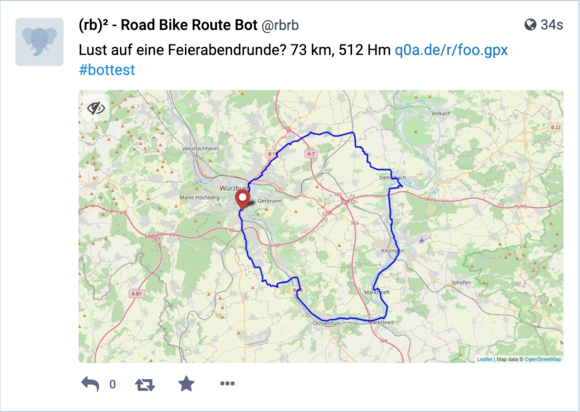 (rb)² - Road Bike Route Bot @rbrb
34s
Lust auf eine Feierabendrunde? 73 km, 512 Hm q0a.de/r/foo.gpx
#bottest
Volkach
B 22
A 7
Veitshöchheim
Dettelbach
Würzburg
Markt Höchberg
Gerbrunn
Kitzingen
Iphofen
A 81
Marktbreit
Ochsenfurt
Leaflet | Map data © OpenStreetMap
0